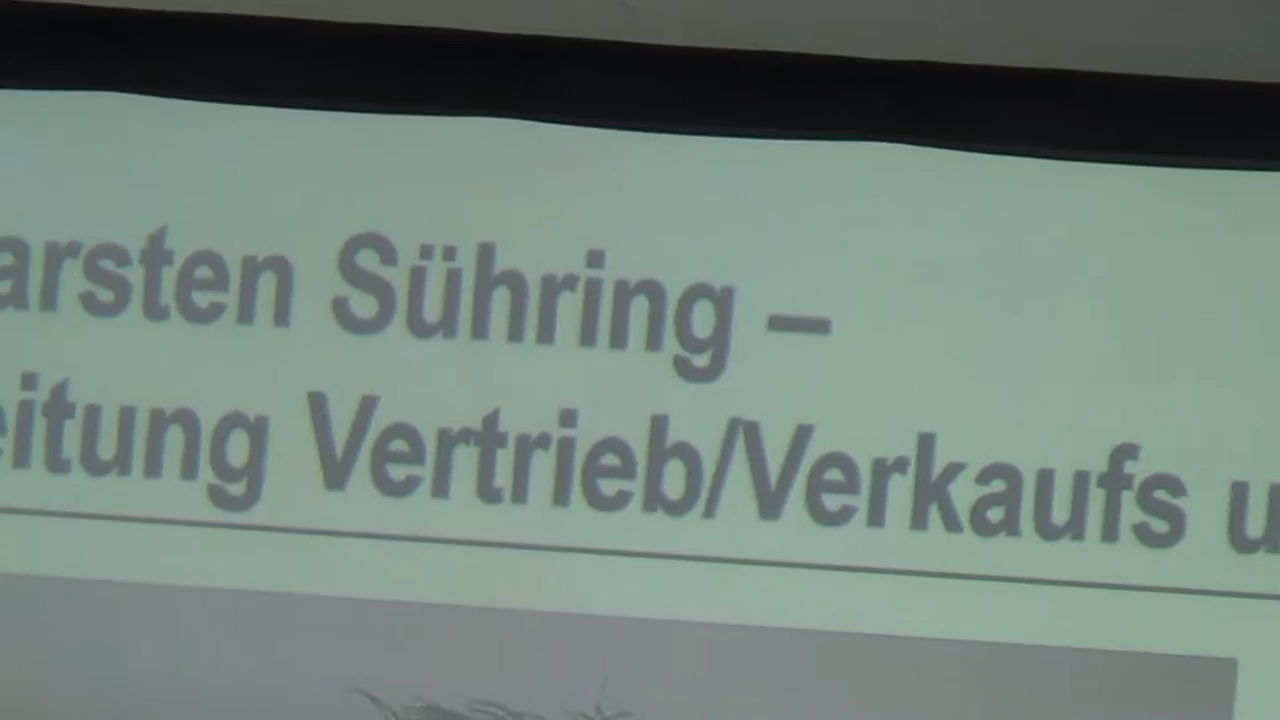 arsten Sühring –
eitung Vertrieb/Verkaufs u